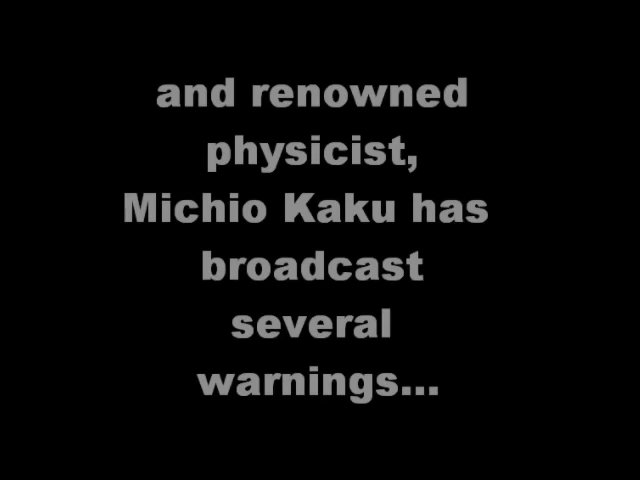 and renowned
physicist,
Michio Kaku has
broadcast
several
warnings...